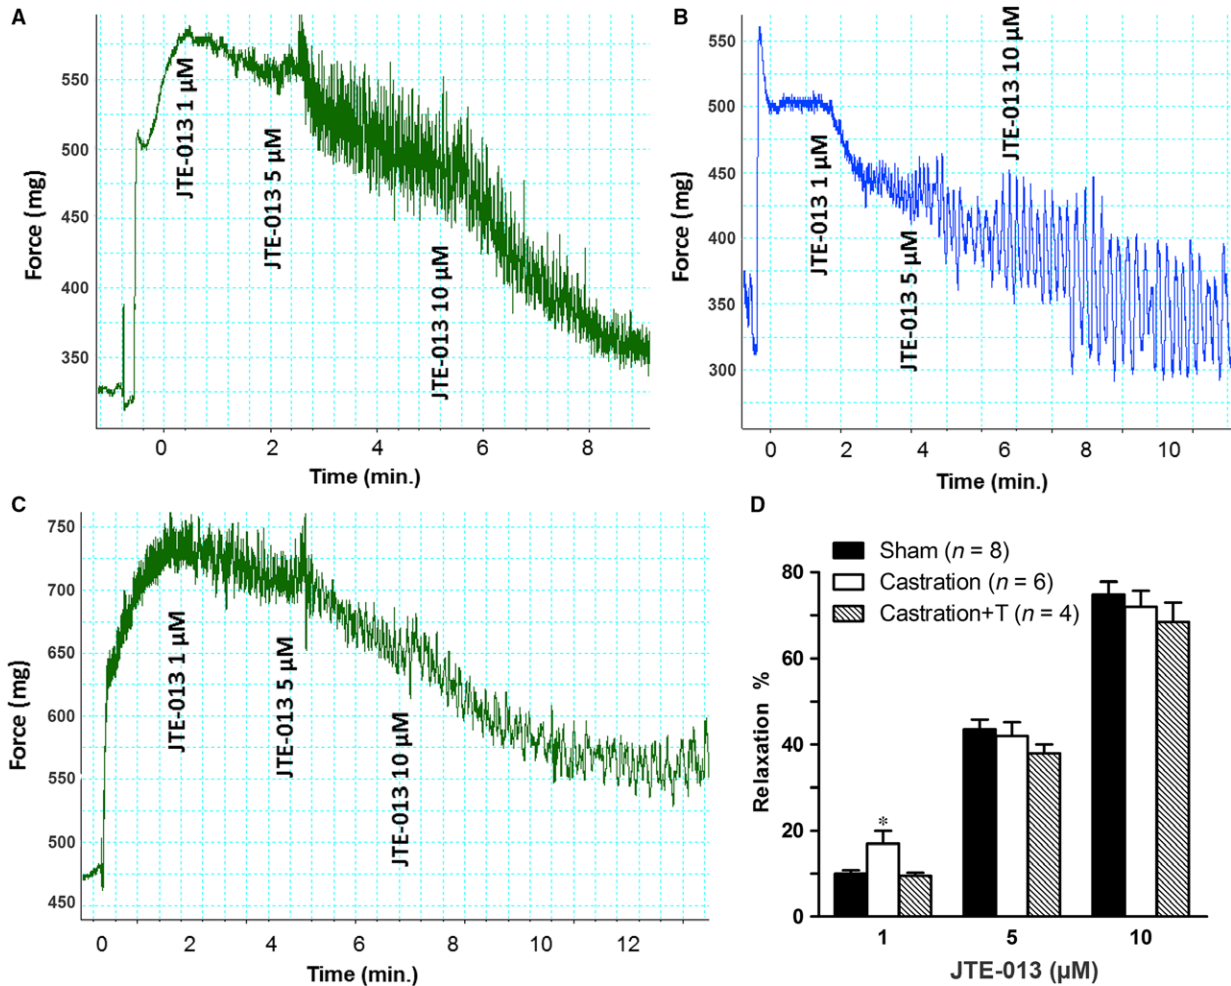 A
Force (mg)
550
500
450
400
350
JTE-013 1 µM
JTE-013 5 µM
JTE-013 10 µM
0 2 4 6 8
Time (min.)
B
Force (mg)
550
500
450
400
350
300
JTE-013 1 µM
JTE-013 5 µM
JTE-013 10 µM
0 2 4 6 8 10
Time (min.)
C
Force (mg)
750
700
650
600
550
500
450
JTE-013 1 µM
JTE-013 5 µM
JTE-013 10 µM
0 2 4 6 8 10 12
Time (min.)
D
Sham (n = 8)
Castration (n = 6)
Castration+T (n = 4)
Relaxation %
80
60
40
20
0
*
1 5 10
JTE-013 (µM)